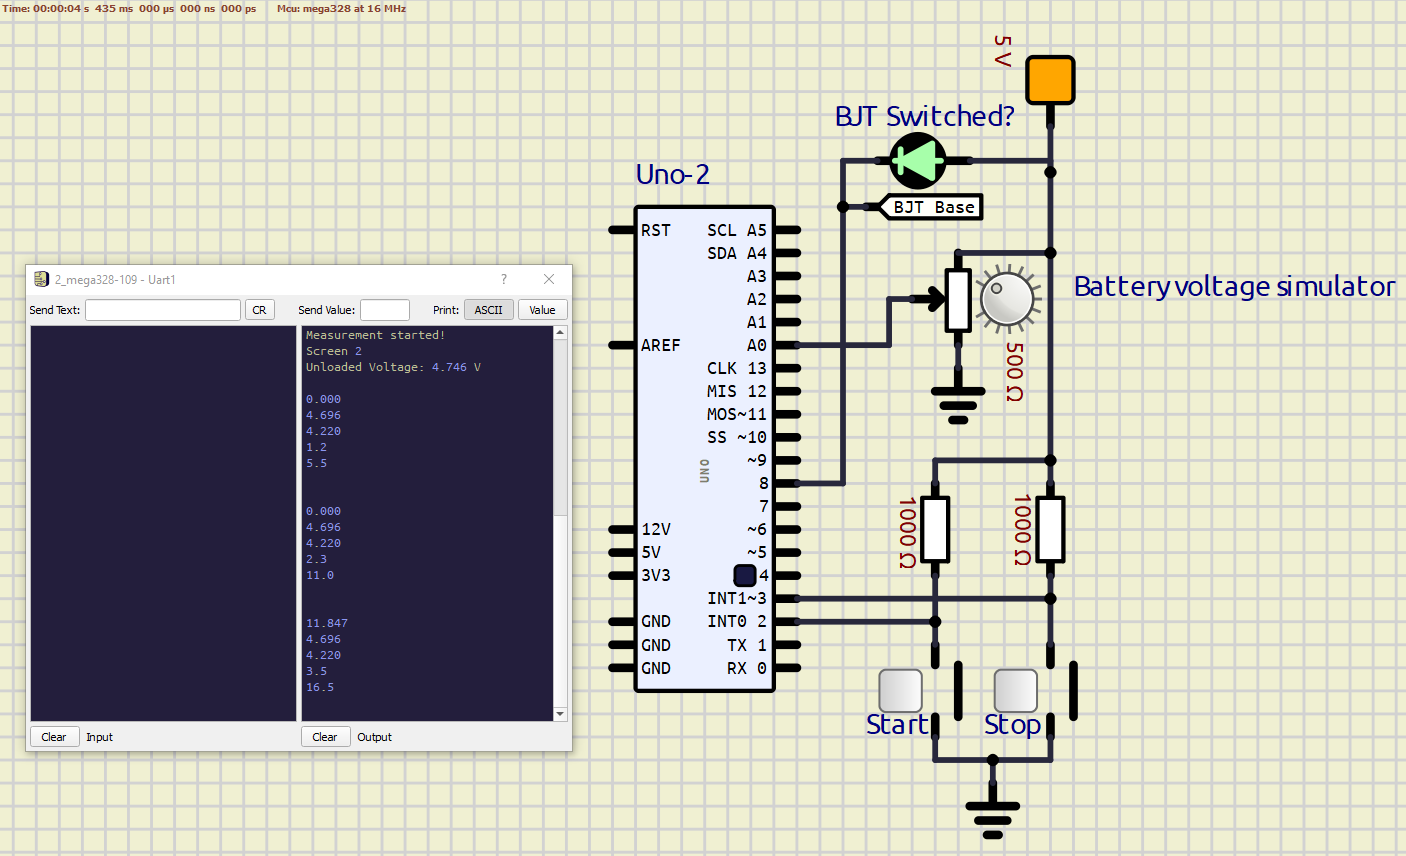 Time: 00:00:04 s 435 ms 000 µs 000 ns 000 ps Mcu: mega328 at 16 MHz
5 V
BJT Switched?
BJT Base
Uno-2
RST
SCL A5
SDA A4
A3
A2
A1
AREF
A0
CLK 13
MIS 12
MOS~11
SS ~10
~9
8
7
12V
~6
5V
~5
3V3
4
INT1~3
GND
INT0 2
GND
TX 1
GND
RX 0
UNO
Battery voltage simulator
500 Ω
1000 Ω
1000 Ω
Start
Stop
2_mega328-109 - Uart1
?
Send Text:
CR
Send Value:
Print:
ASCII
Value
Measurement started!
Screen 2
Unloaded Voltage: 4.746 V
0.000
4.696
4.220
1.2
5.5
0.000
4.696
4.220
2.3
11.0
11.847
4.696
4.220
3.5
16.5
Clear
Input
Clear
Output